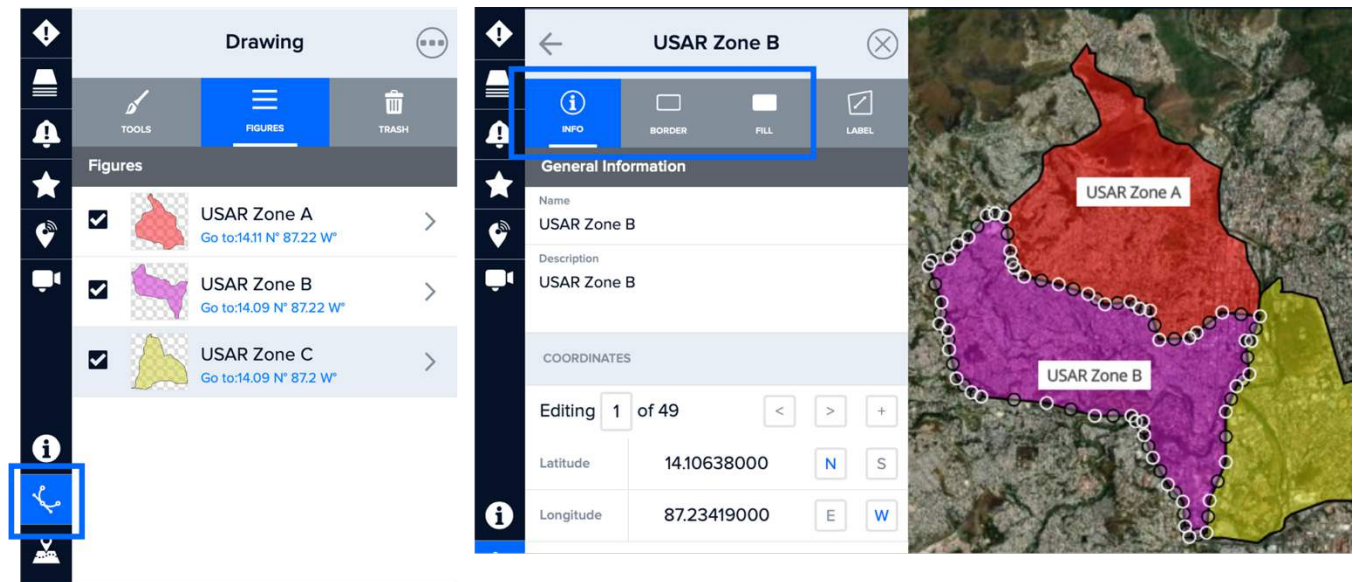 Drawing
TOOLS
FIGURES
TRASH
Figures
USAR Zone A
Go to:14.11 N° 87.22 W°
USAR Zone B
Go to:14.09 N° 87.22 W°
USAR Zone C
Go to:14.09 N° 87.2 W°
USAR Zone B
INFO
BORDER
FILL
LABEL
General Information
Name
USAR Zone B
Description
USAR Zone B
COORDINATES
Editing 1 of 49 < > +
Latitude 14.10638000 N S
Longitude 87.23419000 E W
USAR Zone A
USAR Zone B